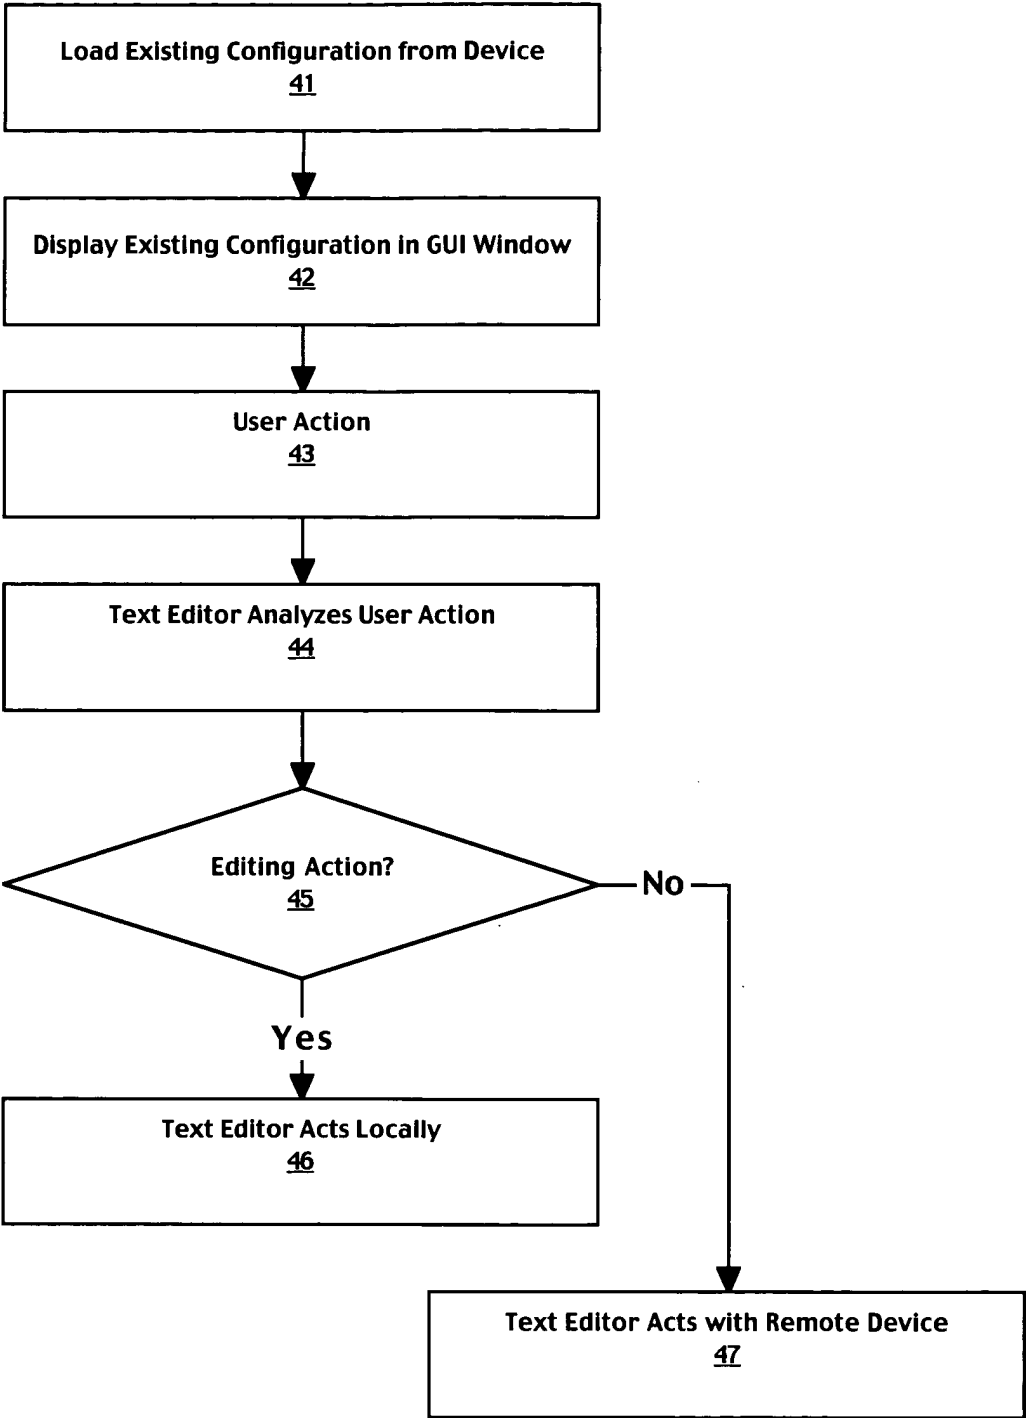 Load Existing Configuration from Device
41
Display Existing Configuration in GUI Window
42
User Action
43
Text Editor Analyzes User Action
44
Editing Action?
45
No
Yes
Text Editor Acts Locally
46
Text Editor Acts with Remote Device
47